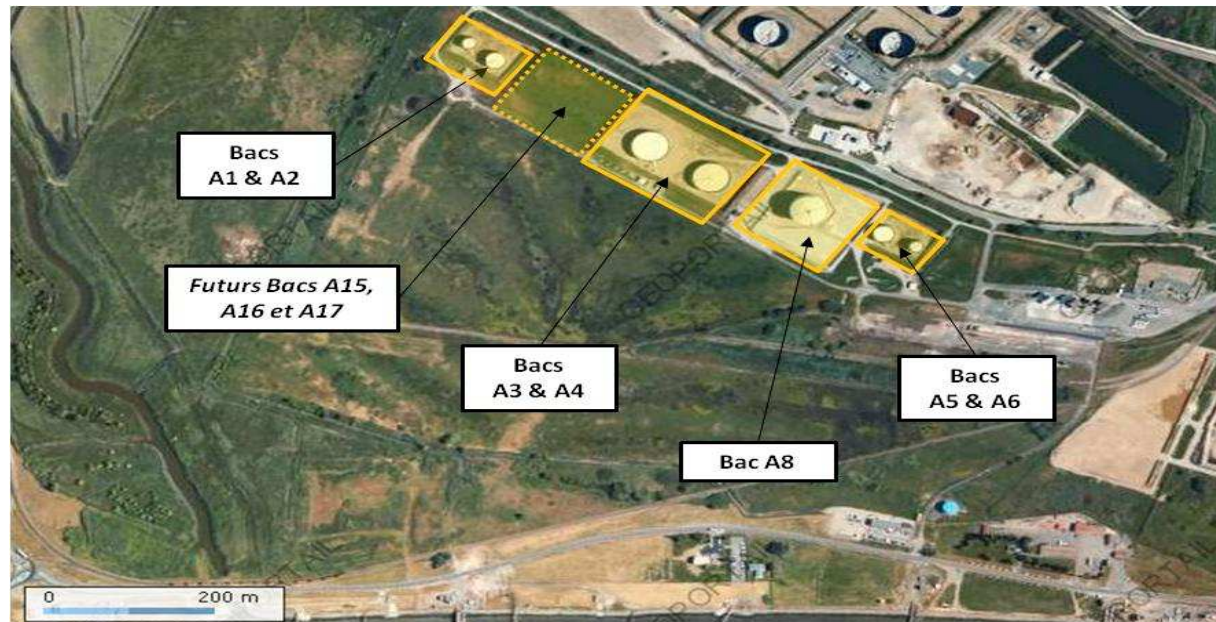 Bacs
A1 & A2
Futurs Bacs A15,
A16 et A17
Bacs
A3 & A4
Bac A8
Bacs
A5 & A6
0 200 m
GEOPORTAIL